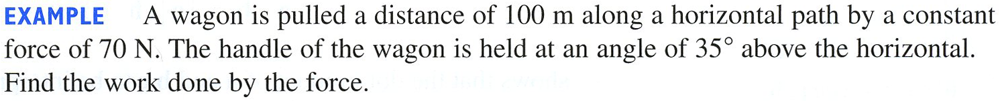 EXAMPLE A wagon is pulled a distance of 100 m along a horizontal path by a constant
force of 70 N. The handle of the wagon is held at an angle of 35° above the horizontal.
Find the work done by the force.